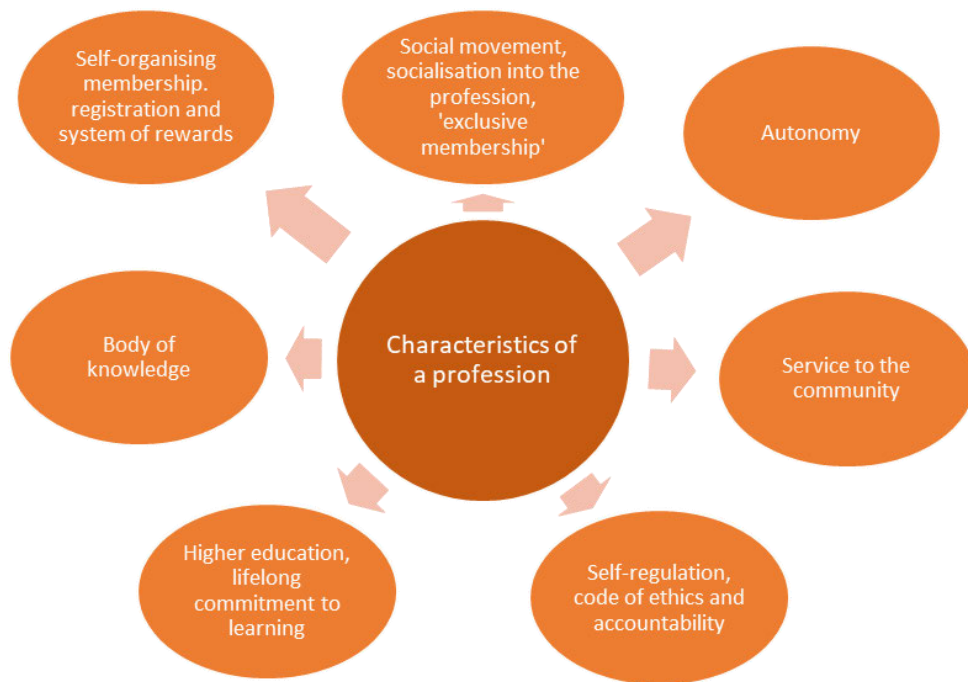 Self-organising
membership.
registration and
system of rewards
Social movement,
socialisation into the
profession,
'exclusive
membership'
Autonomy
Body of
knowledge
Characteristics of
a profession
Service to the
community
Higher education,
lifelong
commitment to
learning
Self-regulation,
code of ethics and
accountability